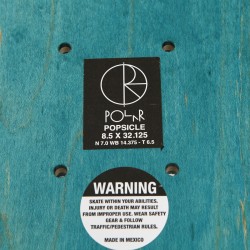 POLAR
POPSICLE
8.5 X 32.125
N 7.0 WB 14.375 - T 6.5
WARNING
SKATE WITHIN YOUR ABILITIES.
INJURY OR DEATH MAY RESULT
FROM IMPROPER USE. WEAR SAFETY
GEAR & FOLLOW
TRAFFIC/PEDESTRIAN RULES.
MADE IN MEXICO